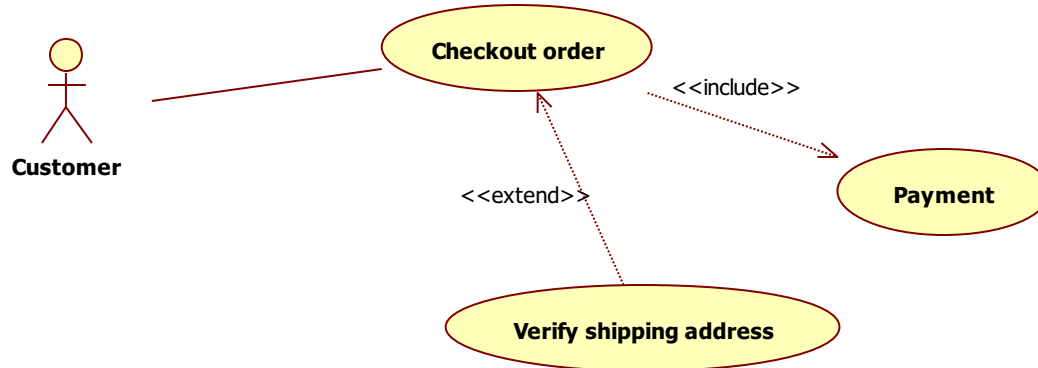 Checkout order
<<include>>
Customer
<<extend>>
Payment
Verify shipping address